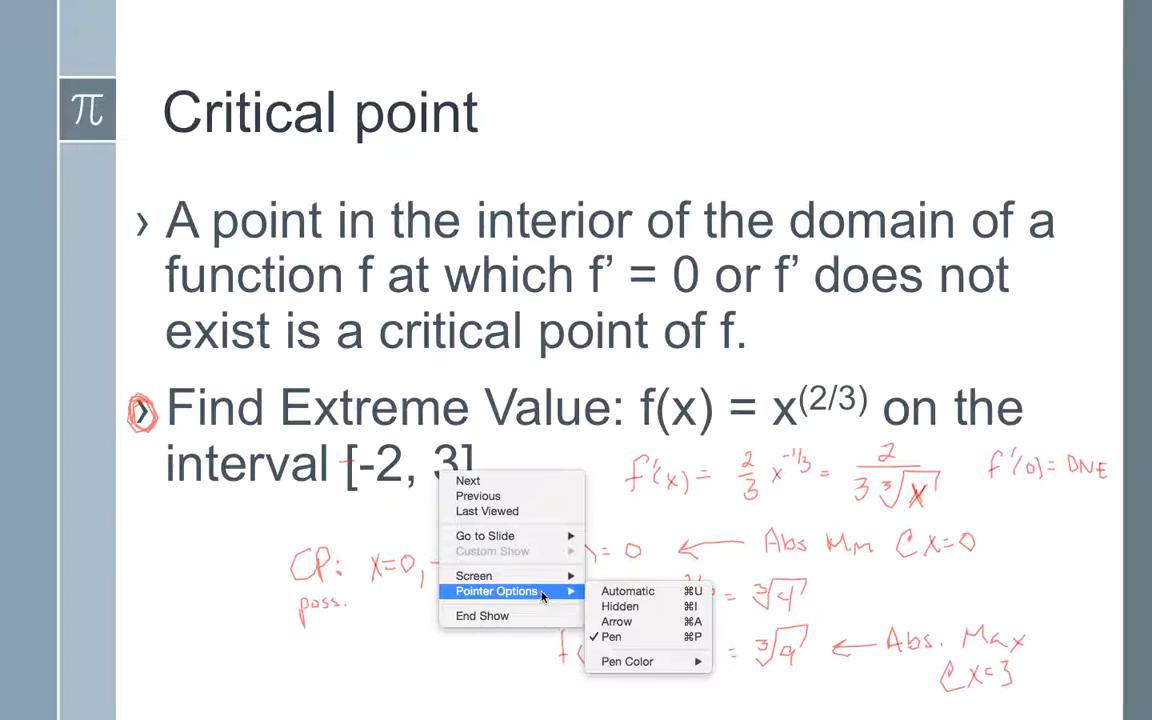 π
Critical point
› A point in the interior of the domain of a
function f at which f’ = 0 or f’ does not
exist is a critical point of f.
› Find Extreme Value: f(x) = x^(2/3) on the
interval [-2, 3]
f'(x) = 2/3 x^-1/3 = 2/(3∛x) f'(0) = DNE
Next
Previous
Last Viewed
Go to Slide
Custom Show
Screen
Pointer Options
End Show
Automatic ⌘U
Hidden ⌘I
Arrow ⌘A
✓ Pen ⌘P
Pen Color
CP: x=0,
poss.
= 0 ← Abs Min @ x=0
= ∛4
f( = ∛9 ← Abs. Max
@ x=3